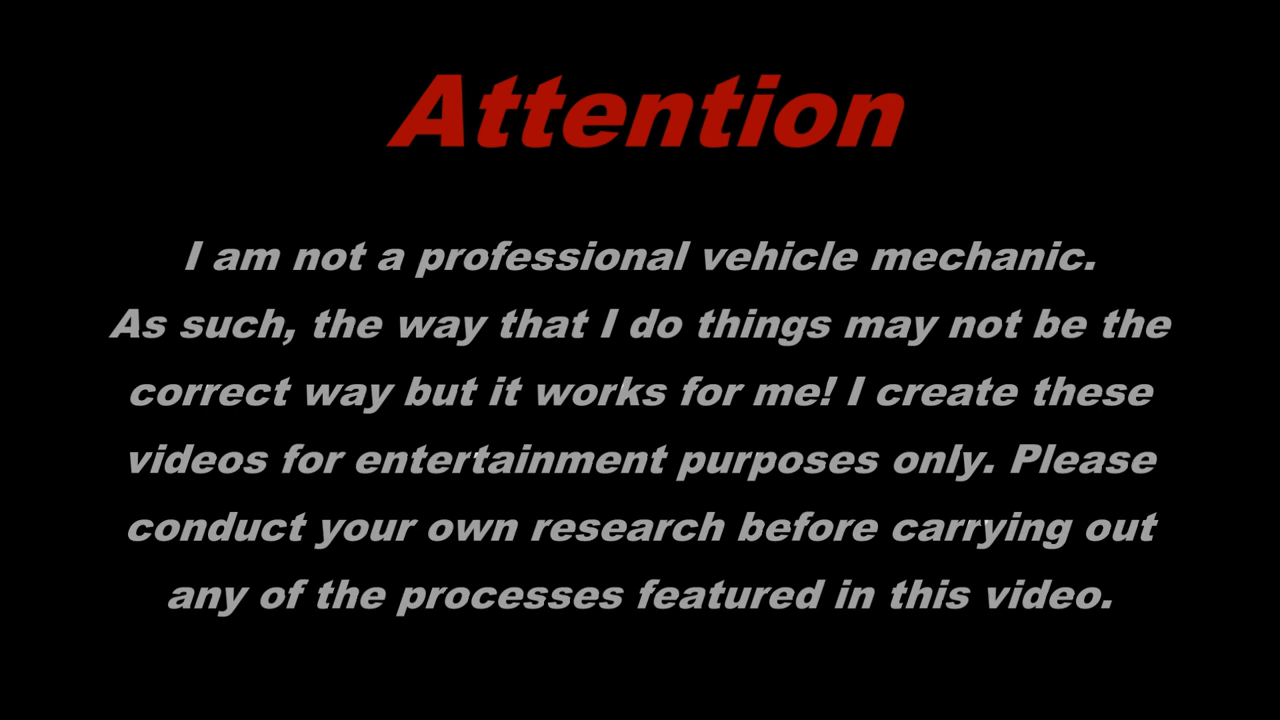 Attention
I am not a professional vehicle mechanic.
As such, the way that I do things may not be the
correct way but it works for me! I create these
videos for entertainment purposes only. Please
conduct your own research before carrying out
any of the processes featured in this video.